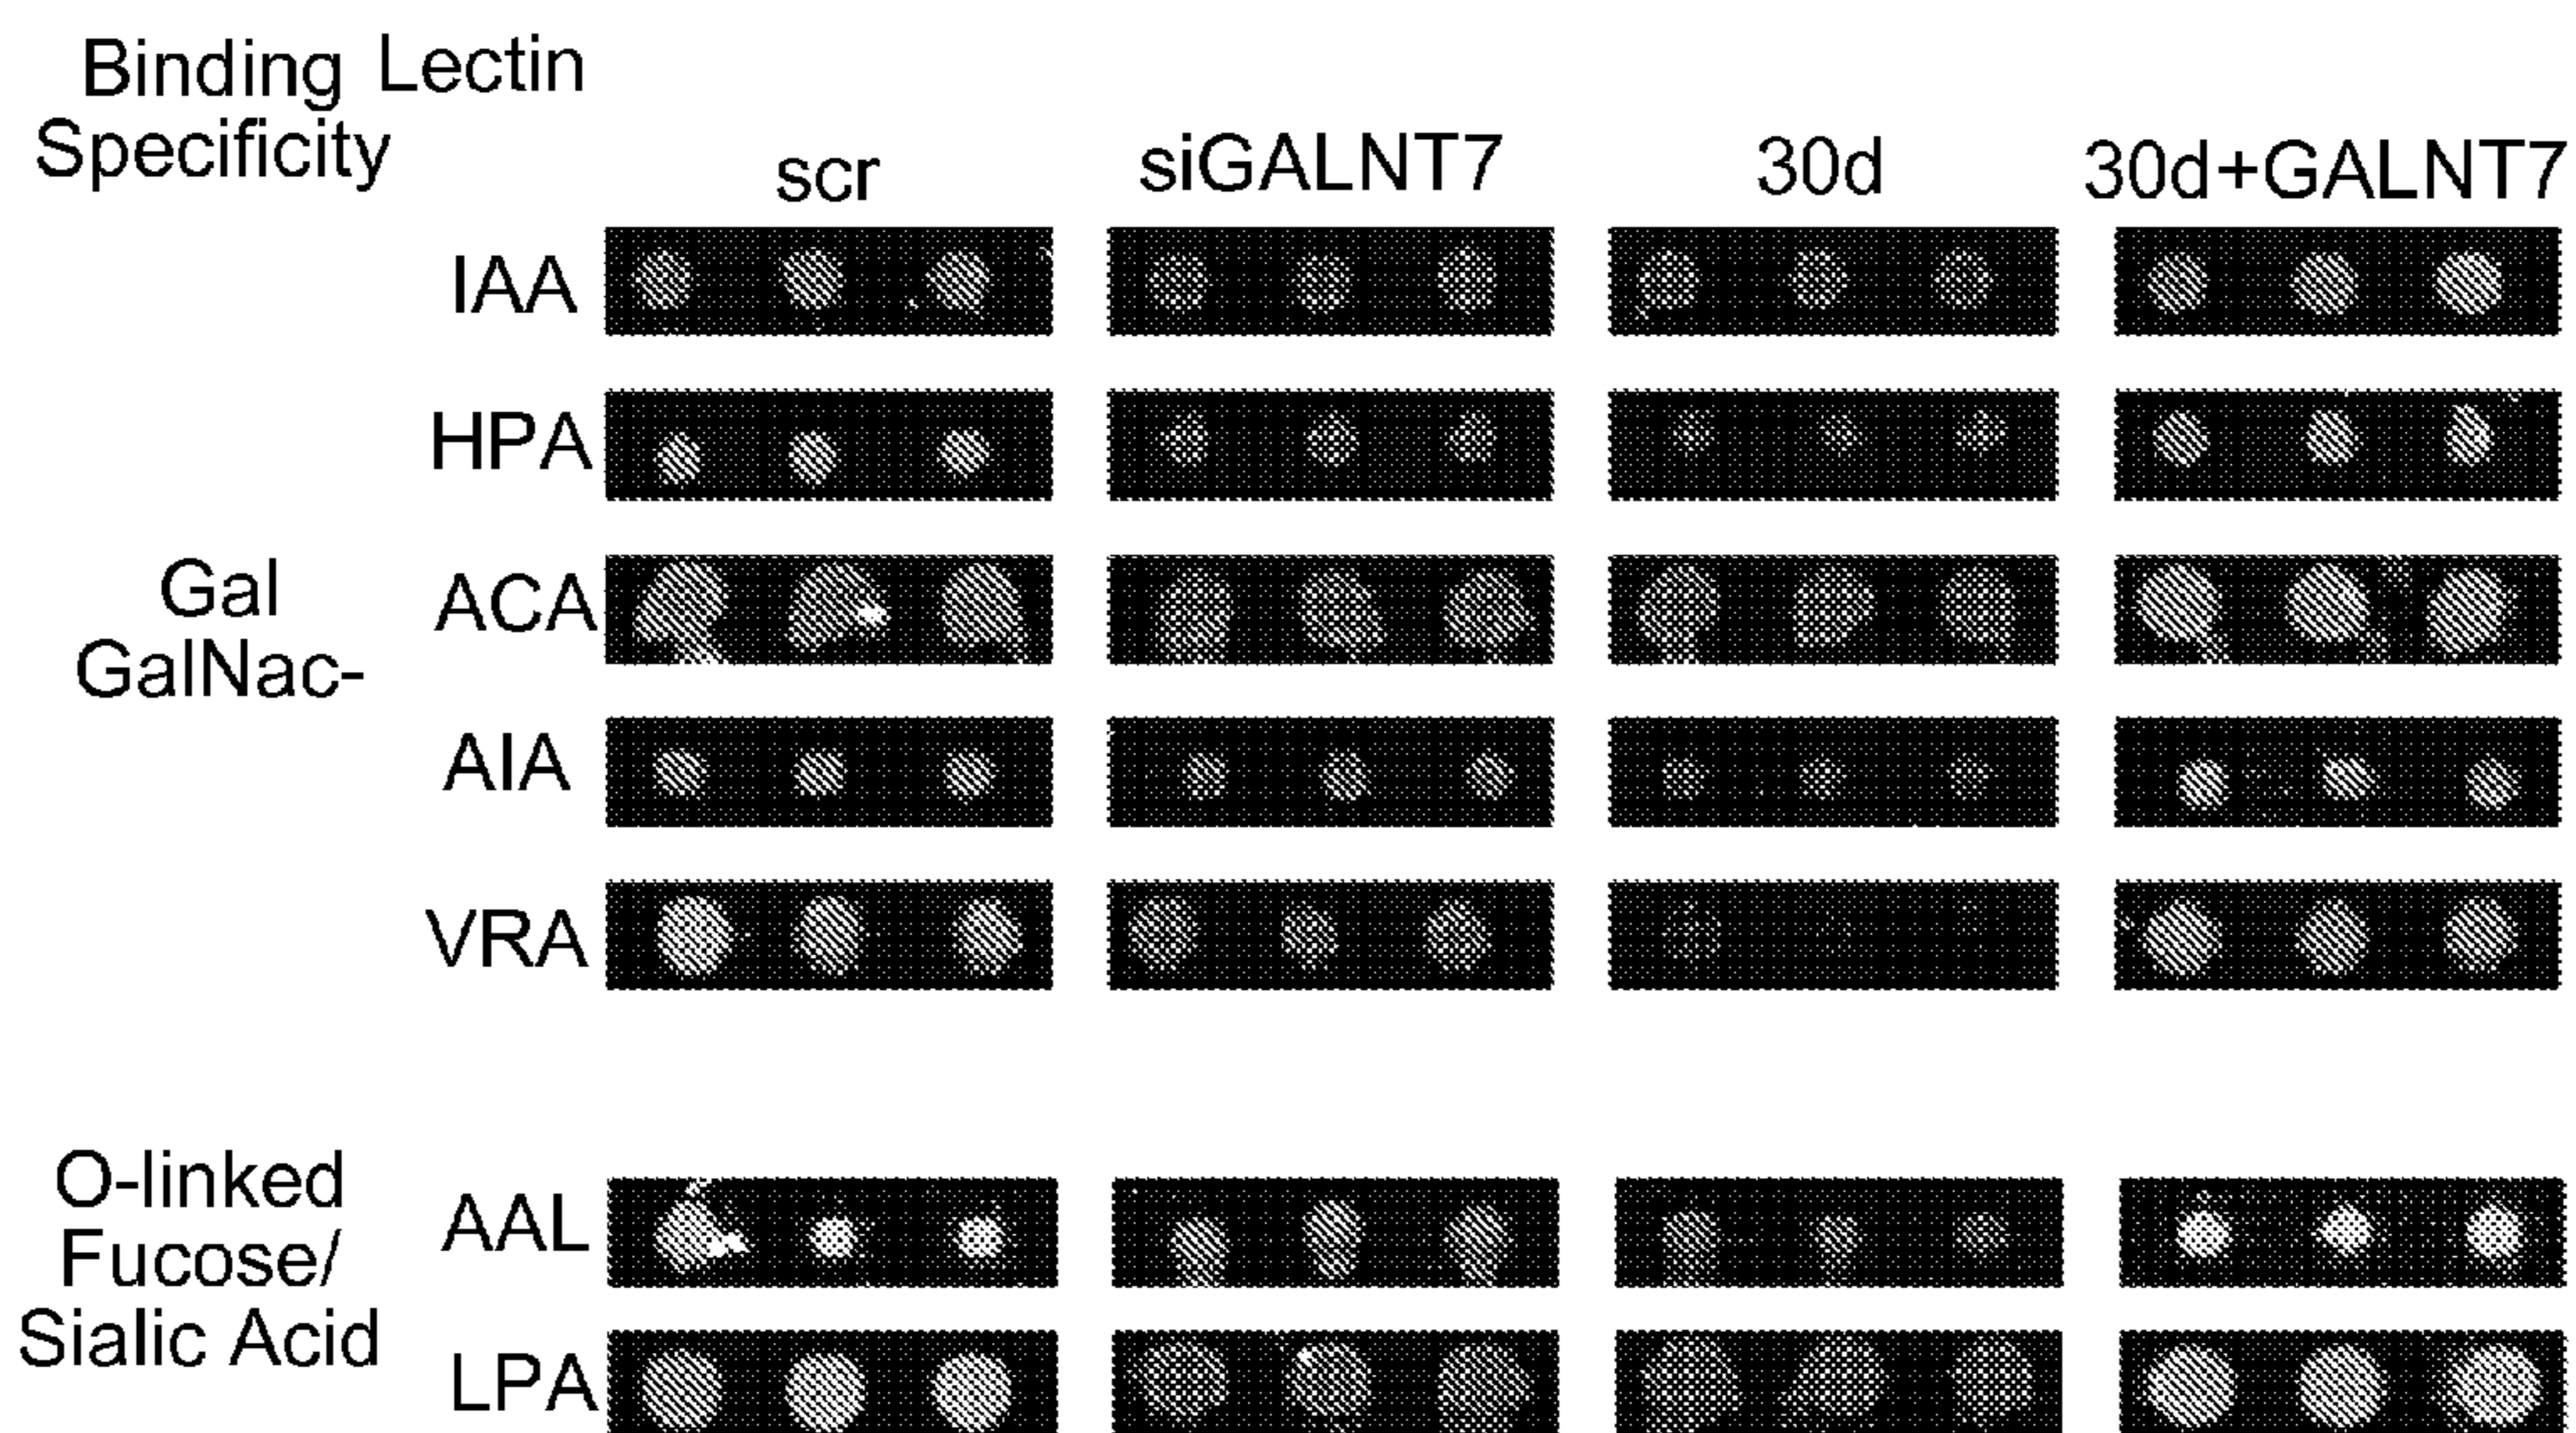 Binding Lectin
Specificity
scr siGALNT7 30d 30d+GALNT7
IAA
HPA
Gal
GalNac-
ACA
AIA
VRA
O-linked
Fucose/
Sialic Acid
AAL
LPA